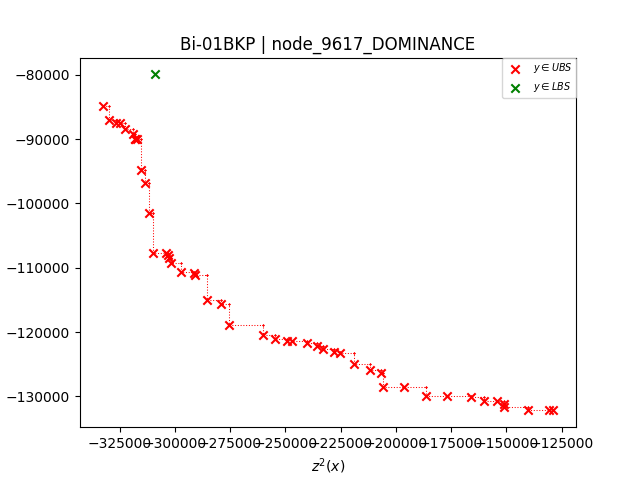 Bi-01BKP | node_9617_DOMINANCE
y ∈ UBS
y ∈ LBS
−80000
−90000
−100000
−110000
−120000
−130000
−325000 −300000 −275000 −250000 −225000 −200000 −175000 −150000 −125000
z²(x)